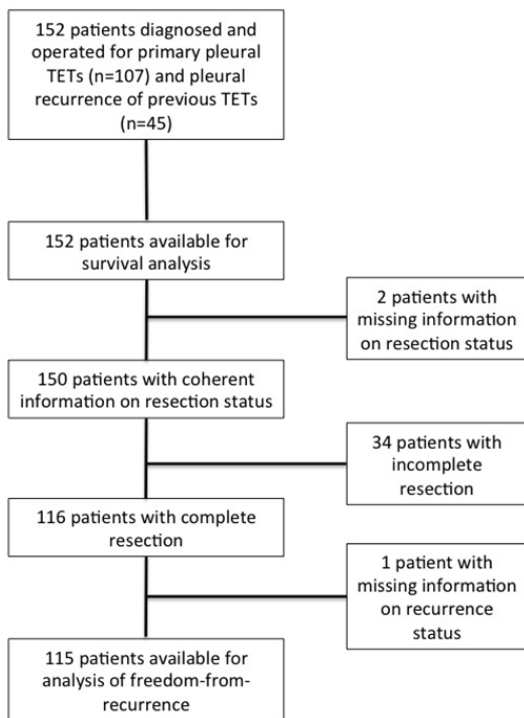 152 patients diagnosed and
operated for primary pleural
TETs (n=107) and pleural
recurrence of previous TETs
(n=45)
152 patients available for
survival analysis
2 patients with
missing information
on resection status
150 patients with coherent
information on resection status
34 patients with
incomplete
resection
116 patients with complete
resection
1 patient with
missing information
on recurrence
status
115 patients available for
analysis of freedom-from-
recurrence